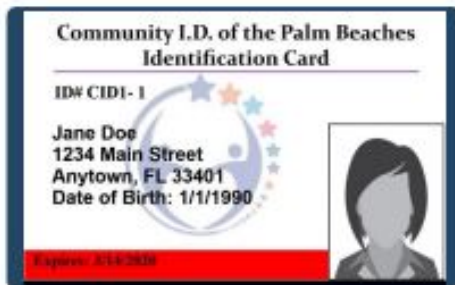 Community I.D. of the Palm Beaches
Identification Card
ID# CID1- 1
Jane Doe
1234 Main Street
Anytown, FL 33401
Date of Birth: 1/1/1990
Expires: 3/14/2020